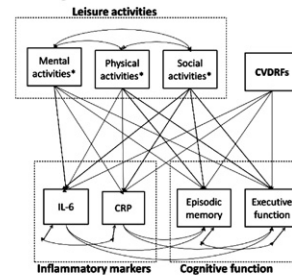 Leisure activities
Mental
activities*
Physical
activities*
Social
activities*
CVDRFs
IL-6
CRP
Episodic
memory
Executive
function
Inflammatory markers
Cognitive function